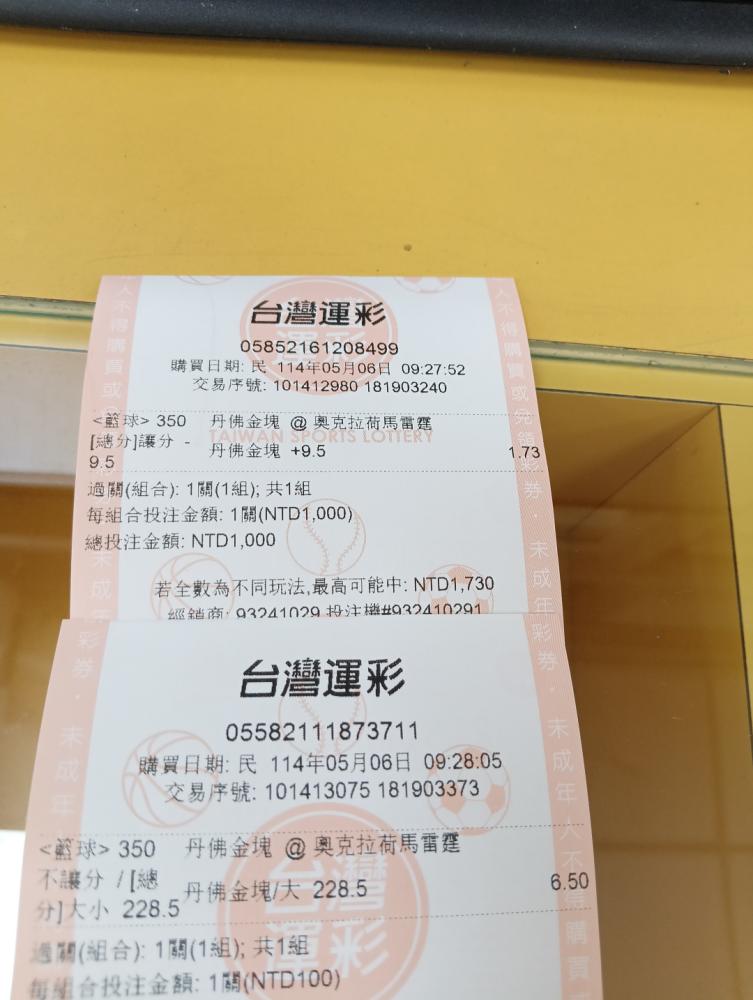 台灣運彩
05852161208499
購買日期: 民 114年05月06日 09:27:52
交易序號: 101412980 181903240
<籃球> 350 丹佛金塊 @ 奧克拉荷馬雷霆
TAIWAN SPORTS LOTTERY
[總分]讓分 -9.5 丹佛金塊 +9.5 1.73
過關(組合): 1關(1組); 共1組
每組合投注金額: 1關(NTD1,000)
總投注金額: NTD1,000
若全數為不同玩法,最高可能中: NTD1,730
經銷商: 93241029 投注機#932410291
台灣運彩
05582111873711
購買日期: 民 114年05月06日 09:28:05
交易序號: 101413075 181903373
<籃球> 350 丹佛金塊 @ 奧克拉荷馬雷霆
不讓分 / [總分]大小 228.5 丹佛金塊/大 228.5 6.50
過關(組合): 1關(1組); 共1組
每組合投注金額: 1關(NTD100)